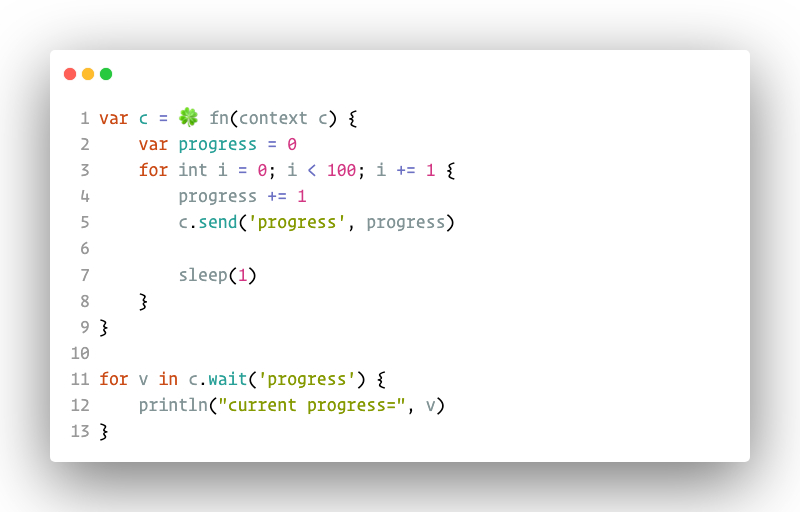 1 var c = 🍀 fn(context c) {
2     var progress = 0
3     for int i = 0; i < 100; i += 1 {
4         progress += 1
5         c.send('progress', progress)
6
7         sleep(1)
8     }
9 }
10
11 for v in c.wait('progress') {
12     println("current progress=", v)
13 }